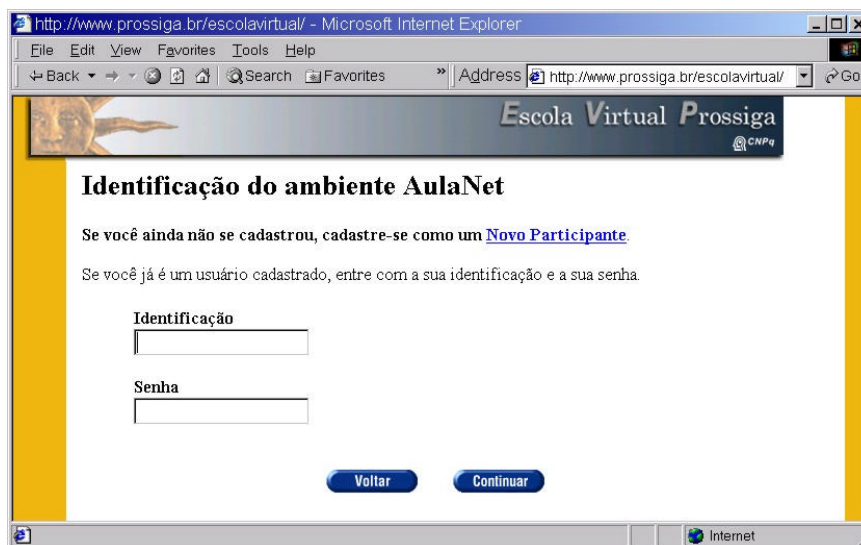 http://www.prossiga.br/escolavirtual/ - Microsoft Internet Explorer
File Edit View Favorites Tools Help
Back Search Favorites » Address http://www.prossiga.br/escolavirtual/ Go
Escola Virtual Prossiga
CNPq
Identificação do ambiente AulaNet
Se você ainda não se cadastrou, cadastre-se como um Novo Participante.
Se você já é um usuário cadastrado, entre com a sua identificação e a sua senha.
Identificação
Senha
Voltar Continuar
Internet